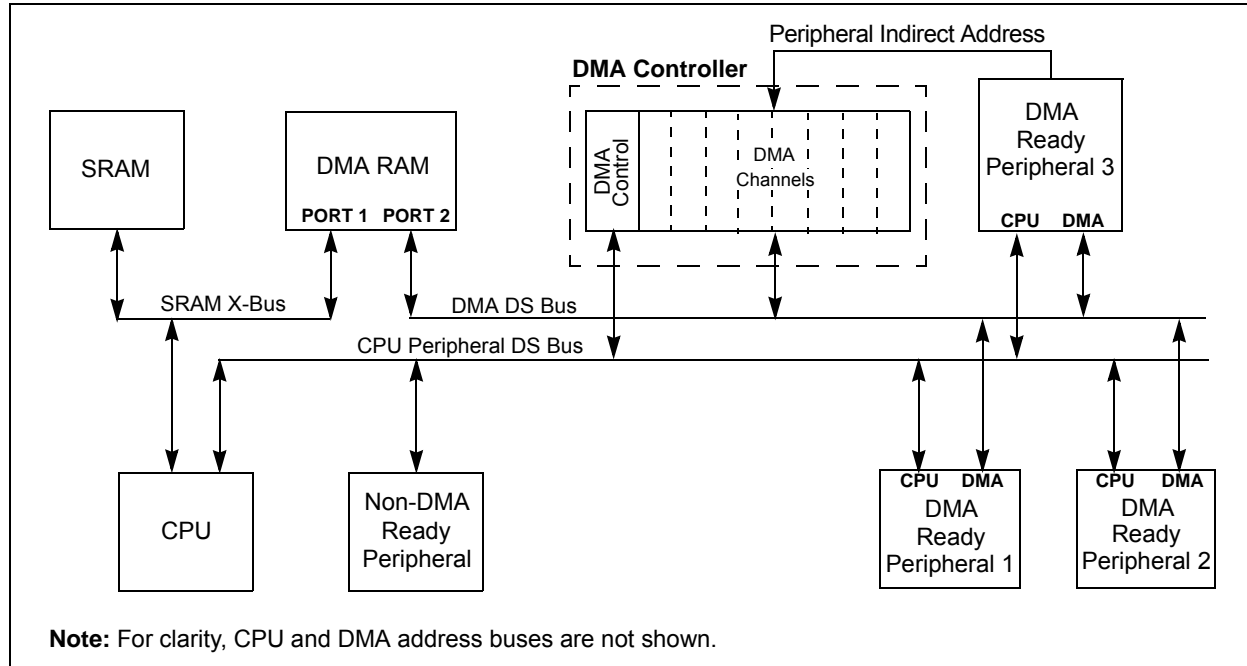 Peripheral Indirect Address
DMA Controller
SRAM
DMA RAM
PORT 1 PORT 2
DMA
Control
DMA
Channels
DMA
Ready
Peripheral 3
CPU DMA
SRAM X-Bus
DMA DS Bus
CPU Peripheral DS Bus
CPU
Non-DMA
Ready
Peripheral
CPU DMA
DMA
Ready
Peripheral 1
CPU DMA
DMA
Ready
Peripheral 2
Note: For clarity, CPU and DMA address buses are not shown.